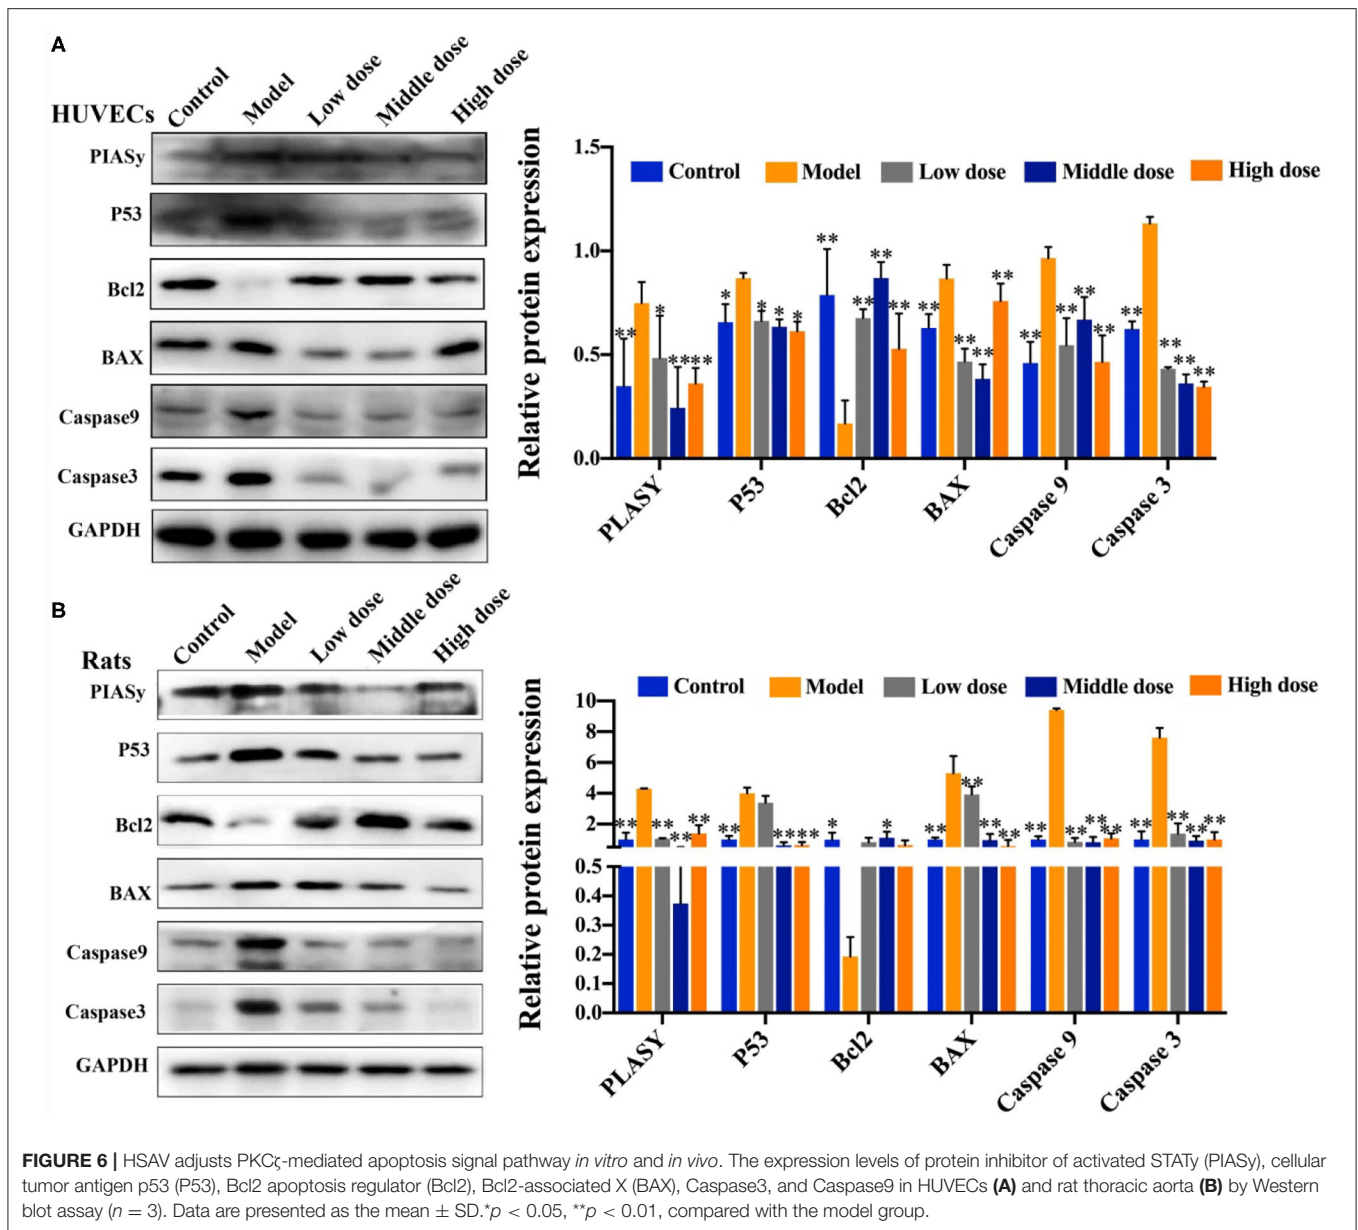 A
Control Model Low dose Middle dose High dose
HUVECs
PIASy
P53
Bcl2
BAX
Caspase9
Caspase3
GAPDH
Relative protein expression
1.5
1.0
0.5
0.0
Control Model Low dose Middle dose High dose
** * **** * * * * ** ** ** ** ** ** ** ** ** ** ** ** ** ** ** **
PLASY P53 Bcl2 BAX Caspase 9 Caspase 3
B
Control Model Low dose Middle dose High dose
Rats
PIASy
P53
Bcl2
BAX
Caspase9
Caspase3
GAPDH
Relative protein expression
10
8
6
4
2
0.5
0.4
0.3
0.2
0.1
0.0
Control Model Low dose Middle dose High dose
** ** ** ** ** **** * * ** ** ** ** ** ** ** ** ** ** ** **
PLASY P53 Bcl2 BAX Caspase 9 Caspase 3
FIGURE 6 | HSAV adjusts PKCζ-mediated apoptosis signal pathway in vitro and in vivo. The expression levels of protein inhibitor of activated STATy (PIASy), cellular
tumor antigen p53 (P53), Bcl2 apoptosis regulator (Bcl2), Bcl2-associated X (BAX), Caspase3, and Caspase9 in HUVECs (A) and rat thoracic aorta (B) by Western
blot assay (n = 3). Data are presented as the mean ± SD.*p < 0.05, **p < 0.01, compared with the model group.